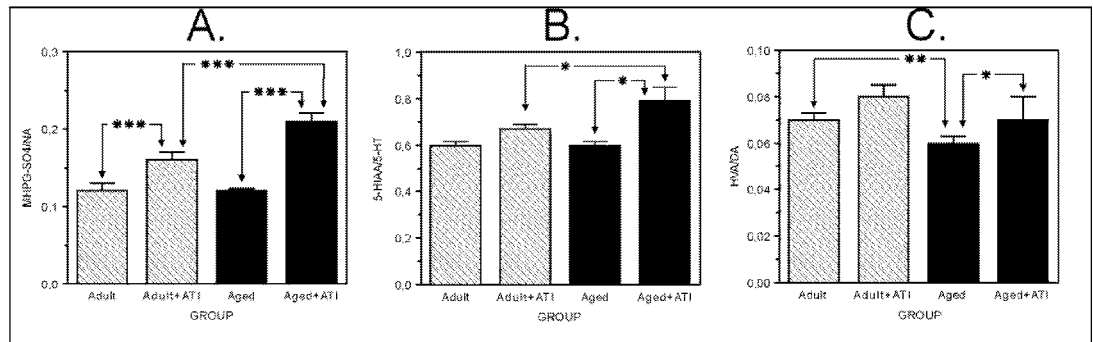 A.
B.
C.
0,3
0,2
0,1
0,0
MHPG-SO4/NA
***
***
***
Adult
Adult+ATI
Aged
Aged+ATI
GROUP
1,0
0,8
0,6
0,4
0,2
0,0
5-HIAA/5-HT
*
*
Adult
Adult+ATI
Aged
Aged+ATI
GROUP
0,10
0,08
0,06
0,04
0,02
0,00
HVA/DA
**
*
Adult
Adult+ATI
Aged
Aged+ATI
GROUP